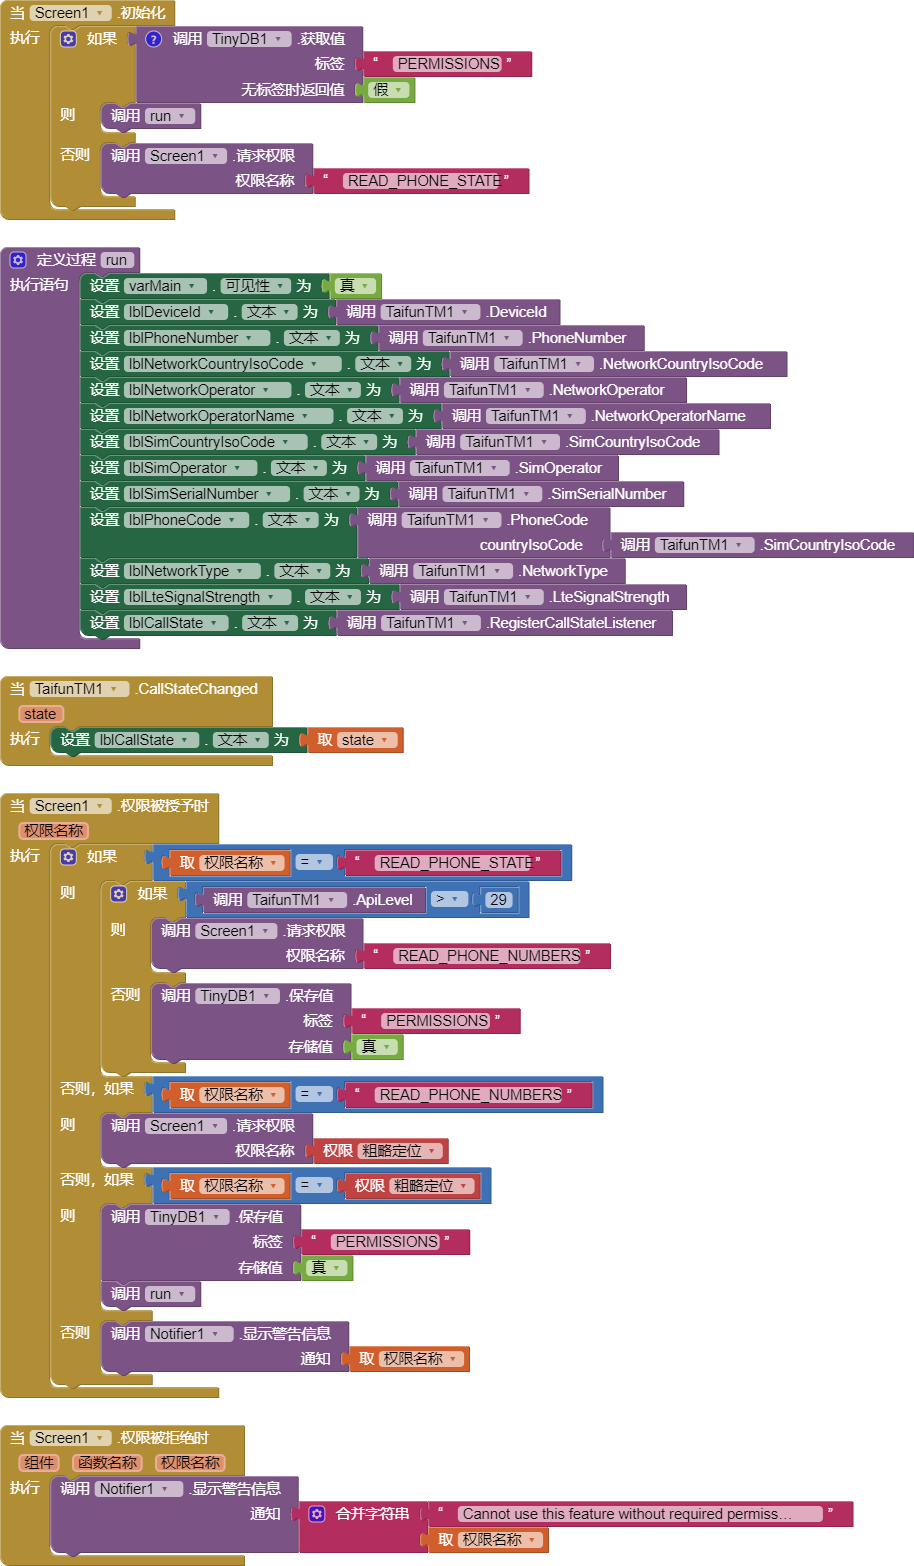 当 Screen1 .初始化
执行 如果 ? 调用 TinyDB1 .获取值
标签 “ PERMISSIONS ”
无标签时返回值 假
则 调用 run
否则 调用 Screen1 .请求权限
权限名称 “ READ_PHONE_STATE ”
定义过程 run
执行语句 设置 varMain . 可见性 为 真
设置 lblDeviceId . 文本 为 调用 TaifunTM1 .DeviceId
设置 lblPhoneNumber . 文本 为 调用 TaifunTM1 .PhoneNumber
设置 lblNetworkCountryIsoCode . 文本 为 调用 TaifunTM1 .NetworkCountryIsoCode
设置 lblNetworkOperator . 文本 为 调用 TaifunTM1 .NetworkOperator
设置 lblNetworkOperatorName . 文本 为 调用 TaifunTM1 .NetworkOperatorName
设置 lblSimCountryIsoCode . 文本 为 调用 TaifunTM1 .SimCountryIsoCode
设置 lblSimOperator . 文本 为 调用 TaifunTM1 .SimOperator
设置 lblSimSerialNumber . 文本 为 调用 TaifunTM1 .SimSerialNumber
设置 lblPhoneCode . 文本 为 调用 TaifunTM1 .PhoneCode
countryIsoCode 调用 TaifunTM1 .SimCountryIsoCode
设置 lblNetworkType . 文本 为 调用 TaifunTM1 .NetworkType
设置 lblLteSignalStrength . 文本 为 调用 TaifunTM1 .LteSignalStrength
设置 lblCallState . 文本 为 调用 TaifunTM1 .RegisterCallStateListener
当 TaifunTM1 .CallStateChanged
state
执行 设置 lblCallState . 文本 为 取 state
当 Screen1 .权限被授予时
权限名称
执行 如果 取 权限名称 = “ READ_PHONE_STATE ”
则 如果 调用 TaifunTM1 .ApiLevel > 29
则 调用 Screen1 .请求权限
权限名称 “ READ_PHONE_NUMBERS ”
否则 调用 TinyDB1 .保存值
标签 “ PERMISSIONS ”
存储值 真
否则，如果 取 权限名称 = “ READ_PHONE_NUMBERS ”
则 调用 Screen1 .请求权限
权限名称 权限 粗略定位
否则，如果 取 权限名称 = 权限 粗略定位
则 调用 TinyDB1 .保存值
标签 “ PERMISSIONS ”
存储值 真
调用 run
否则 调用 Notifier1 .显示警告信息
通知 取 权限名称
当 Screen1 .权限被拒绝时
组件 函数名称 权限名称
执行 调用 Notifier1 .显示警告信息
通知 合并字符串 “ Cannot use this feature without required permiss… ”
取 权限名称